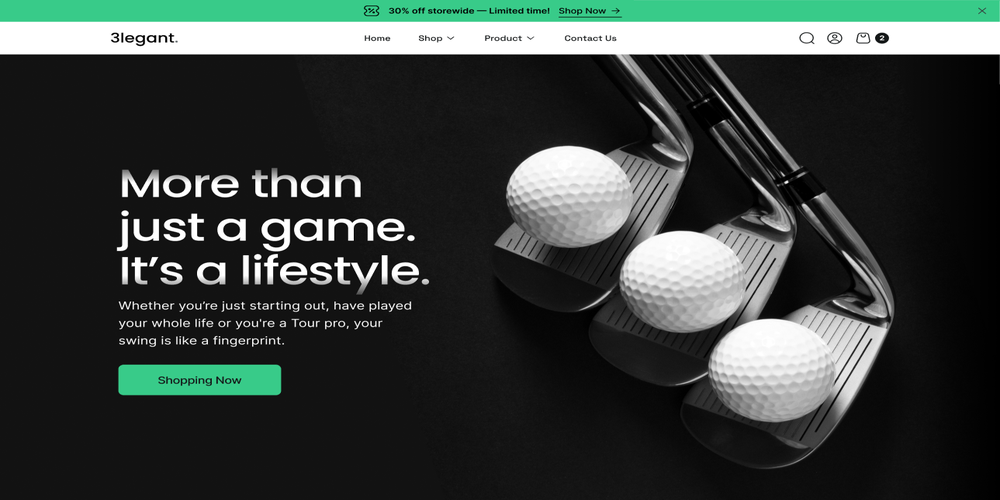 30% off storewide — Limited time! Shop Now →
3legant.
Home Shop Product Contact Us
2
More than
just a game.
It’s a lifestyle.
Whether you’re just starting out, have played
your whole life or you're a Tour pro, your
swing is like a fingerprint.
Shopping Now